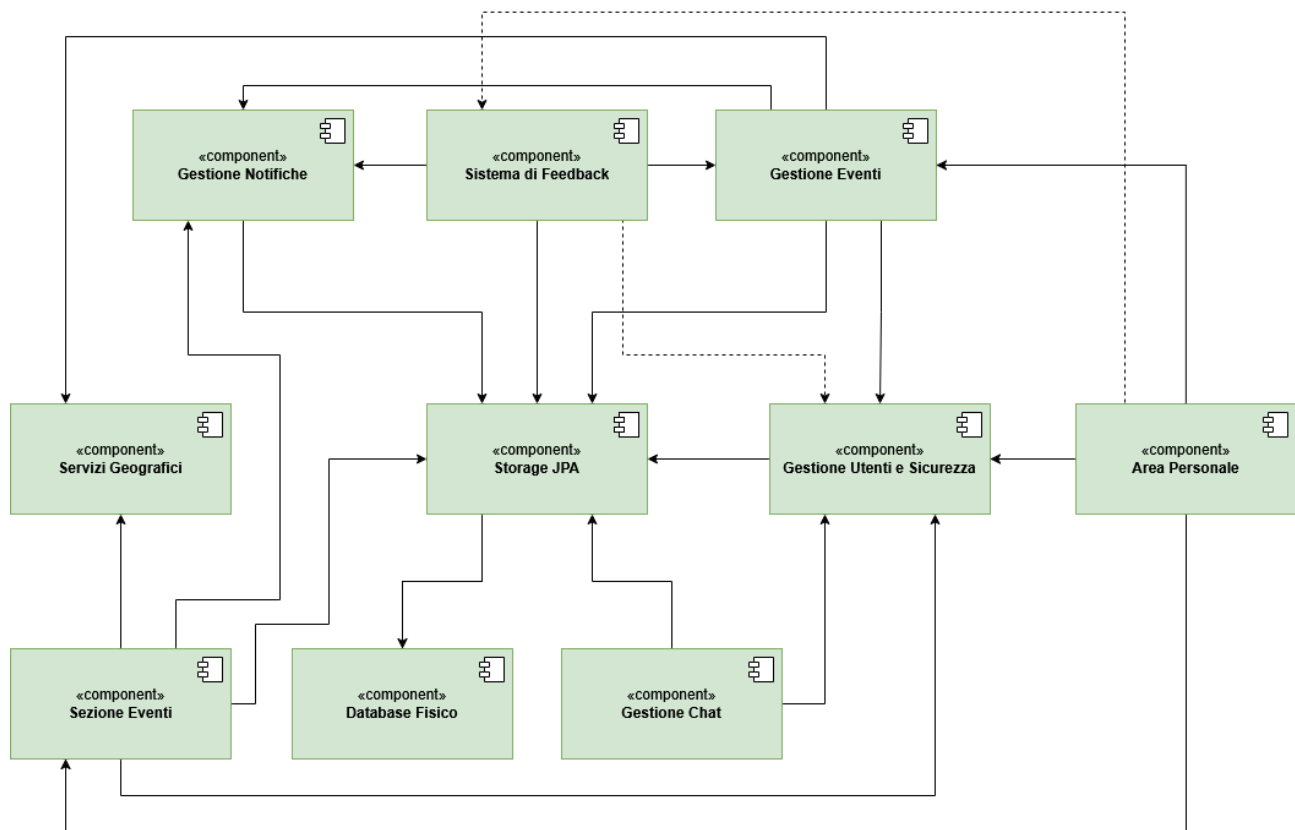 «component»
Gestione Notifiche
«component»
Sistema di Feedback
«component»
Gestione Eventi
«component»
Servizi Geografici
«component»
Storage JPA
«component»
Gestione Utenti e Sicurezza
«component»
Area Personale
«component»
Sezione Eventi
«component»
Database Fisico
«component»
Gestione Chat